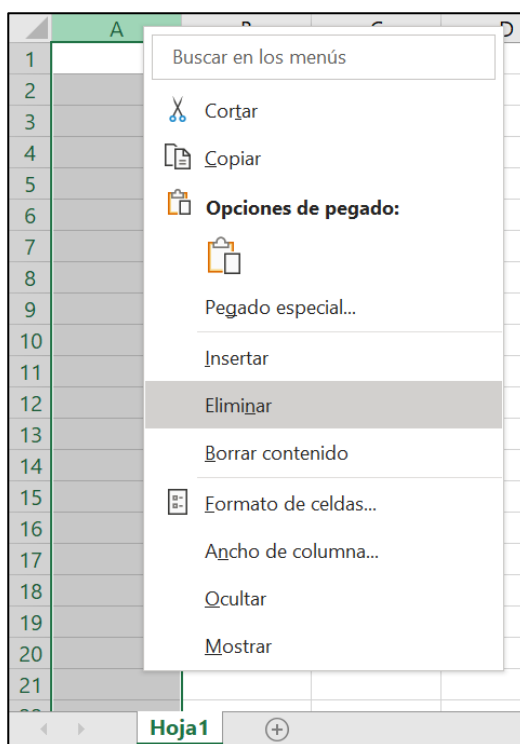 A
D
Buscar en los menús
1
2
Cortar
3
4
Copiar
5
6
Opciones de pegado:
7
8
9
Pegado especial...
10
Insertar
11
12
Eliminar
13
Borrar contenido
14
15
Formato de celdas...
16
17
Ancho de columna...
18
Ocultar
19
20
Mostrar
21
Hoja1